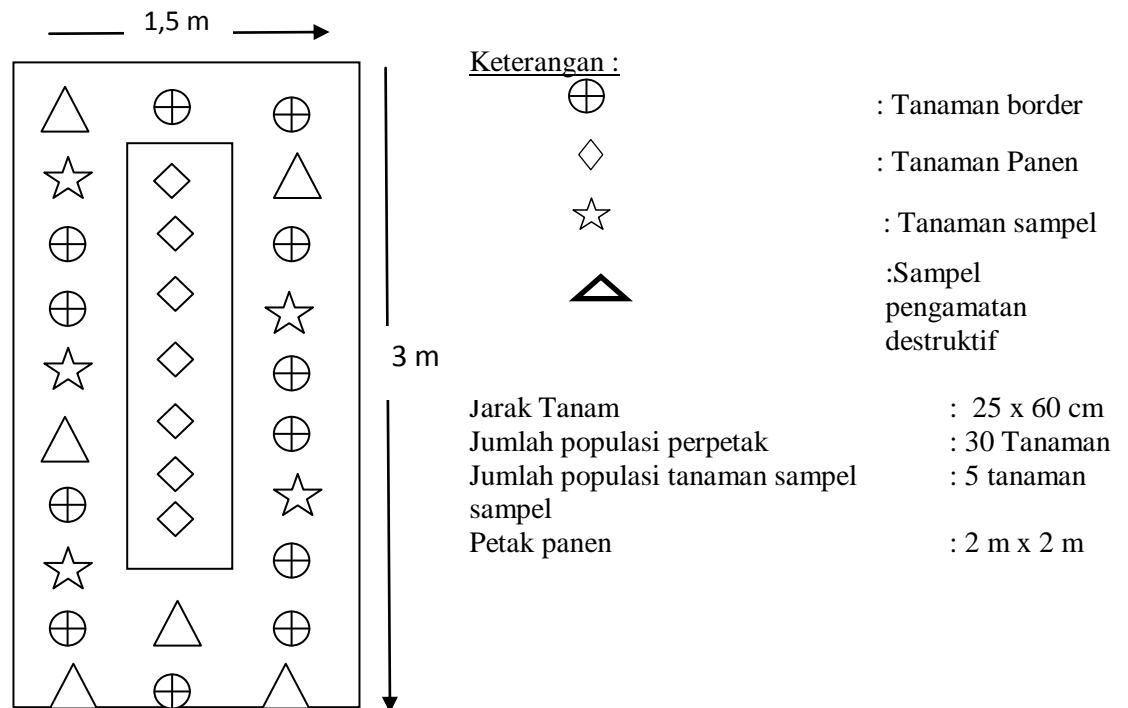 1,5 m
3 m
Keterangan :
: Tanaman border
: Tanaman Panen
: Tanaman sampel
:Sampel
pengamatan
destruktif
Jarak Tanam : 25 x 60 cm
Jumlah populasi perpetak : 30 Tanaman
Jumlah populasi tanaman sampel : 5 tanaman
sampel
Petak panen : 2 m x 2 m